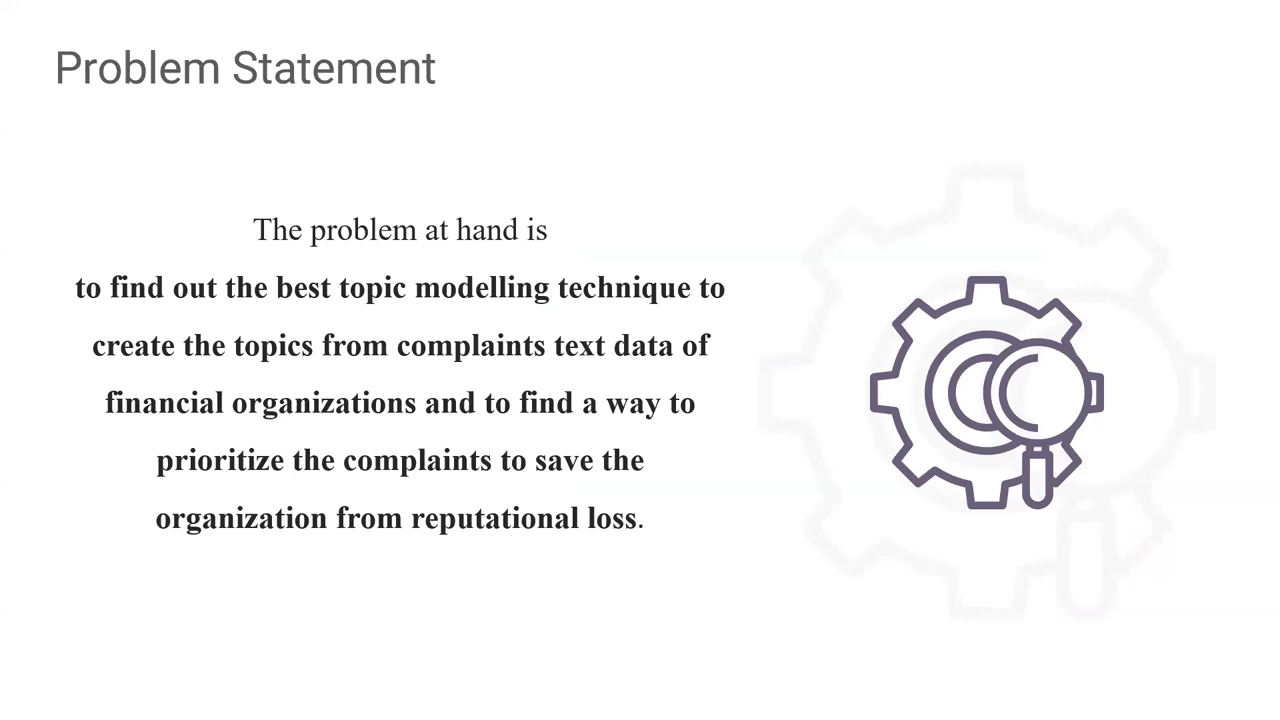 Problem Statement
The problem at hand is
to find out the best topic modelling technique to
create the topics from complaints text data of
financial organizations and to find a way to
prioritize the complaints to save the
organization from reputational loss.